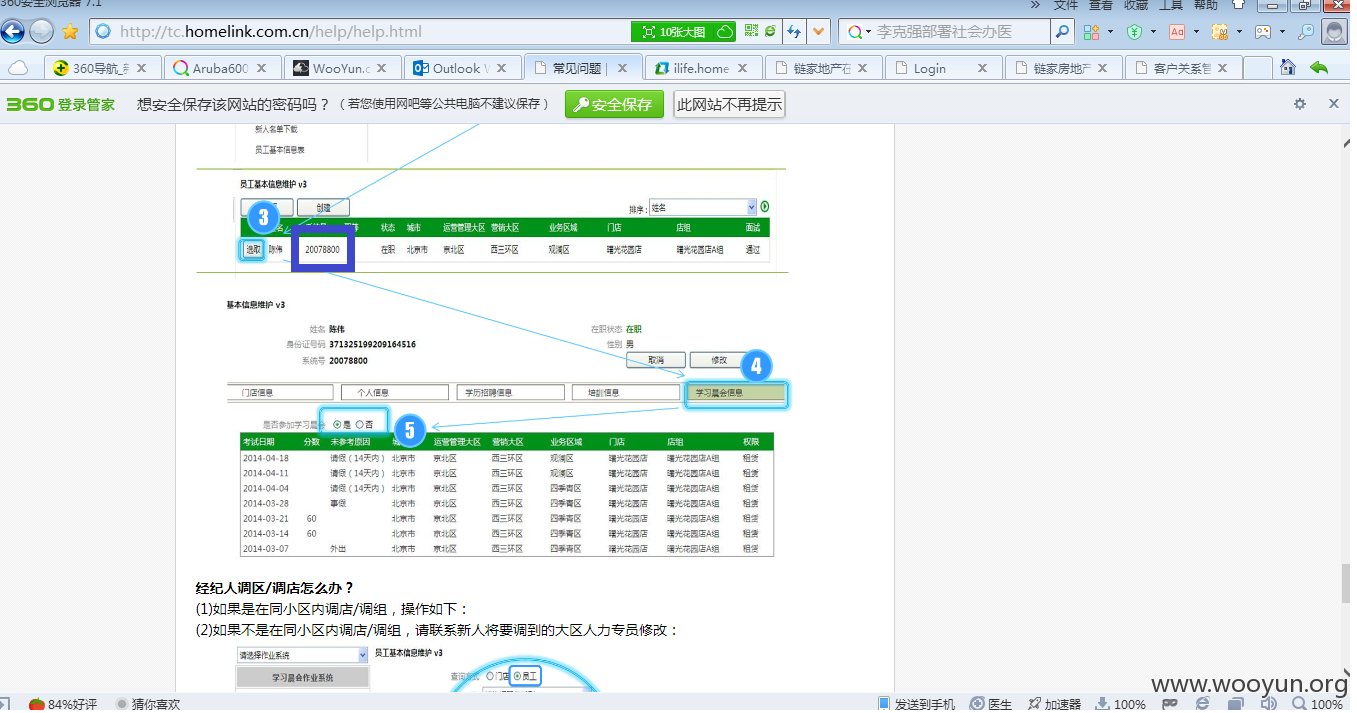 360安全浏览器 7.1
» 文件 查看 收藏 工具 帮助
http://tc.homelink.com.cn/help/help.html
10张大图
李克强部署社会办医
360导航_ Aruba600 WooYun.c Outlook 常见问题 ilife.home 链家地产在 Login 链家房地产 客户关系管
360登录管家 想安全保存该网站的密码吗？（若您使用网吧等公共电脑不建议保存） 安全保存 此网站不再提示
新人名单下载
员工基本信息表
员工基本信息维护 v3
创建 排序: 姓名
3
状态 城市 运营管理大区 营销大区 业务区域 门店 店组 面试
选取 陈伟 20078800 在职 北京市 京北区 西三环区 观澜区 曙光花园店 曙光花园店A组 通过
基本信息维护 v3
姓名 陈伟 在职状态 在职
身份证号码 371325199209164516 性别 男
系统号 20078800
取消 修改 4
门店信息 个人信息 学历招聘信息 培训信息 学习晨会信息
是否参加学习晨会 是 否 5
考试日期 分数 未参考原因 城 运营管理大区 营销大区 业务区域 门店 店组 权限
2014-04-18 请假（14天内） 北京市 京北区 西三环区 观澜区 曙光花园店 曙光花园店A组 租赁
2014-04-11 请假（14天内） 北京市 京北区 西三环区 观澜区 曙光花园店 曙光花园店A组 租赁
2014-04-04 请假（14天内） 北京市 京北区 西三环区 四季青区 曙光花园店 曙光花园店A组 租赁
2014-03-28 事假 北京市 京北区 西三环区 四季青区 曙光花园店 曙光花园店A组 租赁
2014-03-21 60 北京市 京北区 西三环区 四季青区 曙光花园店 曙光花园店A组 租赁
2014-03-14 60 北京市 京北区 西三环区 四季青区 曙光花园店 曙光花园店A组 租赁
2014-03-07 外出 北京市 京北区 西三环区 四季青区 曙光花园店 曙光花园店A组 租赁
经纪人调区/调店怎么办？
(1)如果是在同小区内调店/调组，操作如下：
(2)如果不是在同小区内调店/调组，请联系新人将要调到的大区人力专员修改：
请选择作业系统 员工基本信息维护 v3
学习晨会作业系统 门店 员工
www.wooyun.org
84%好评 猜你喜欢 发送到手机 医生 加速器 100% 100%